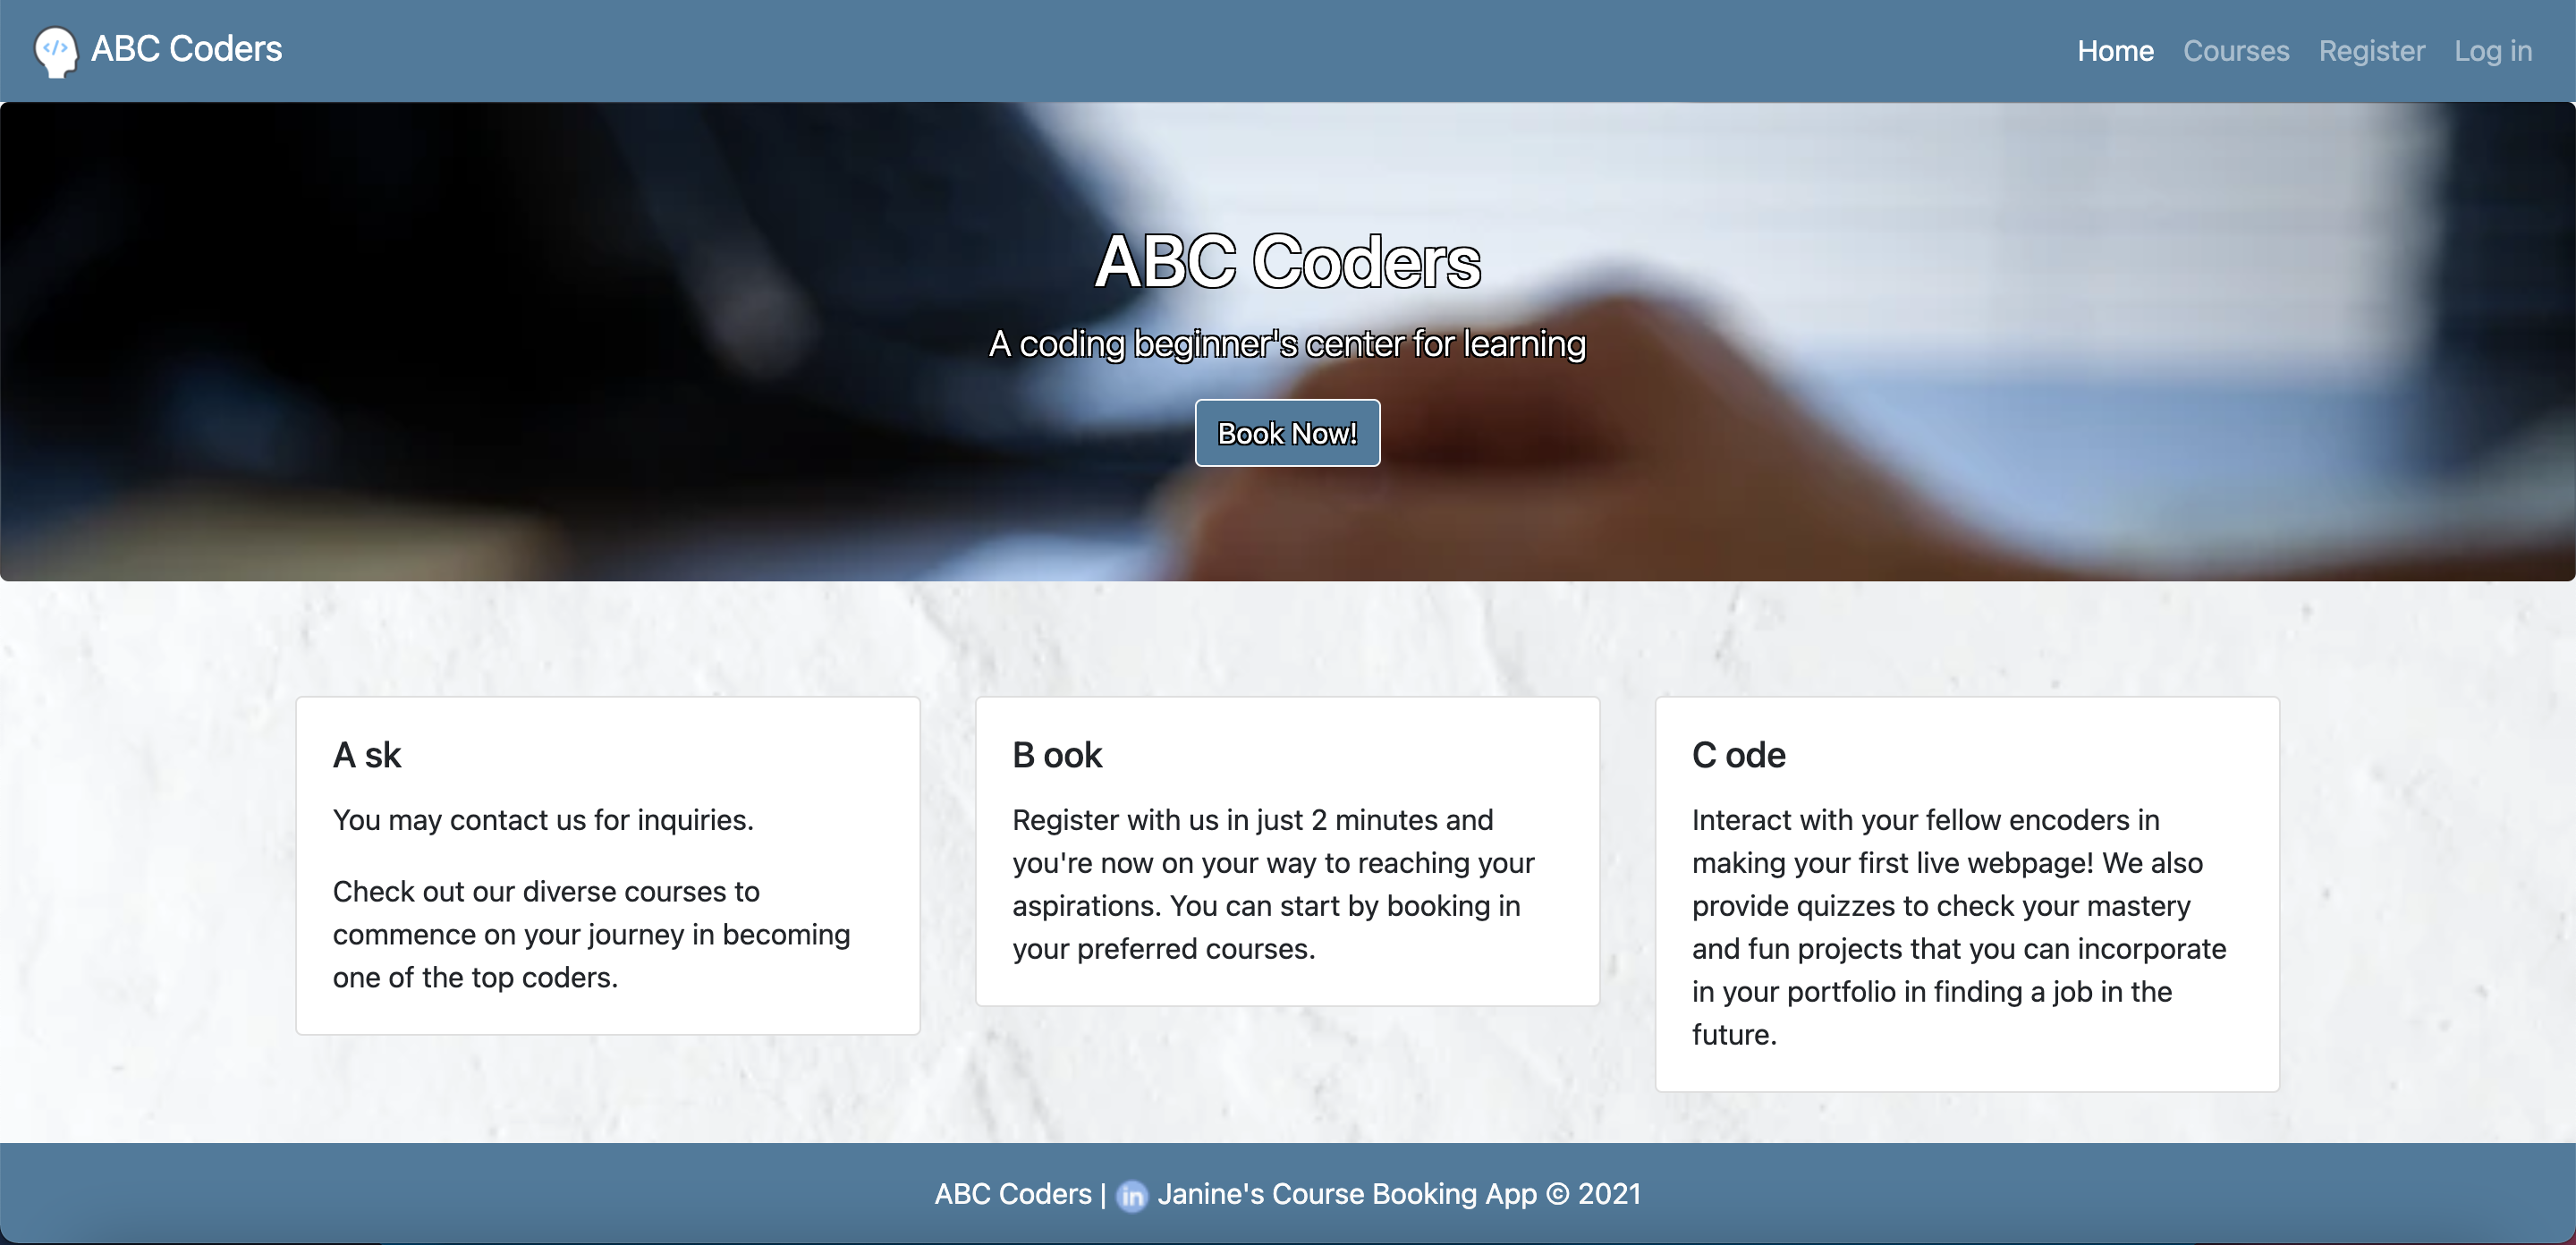 </> ABC Coders
Home Courses Register Log in
ABC Coders
A coding beginner's center for learning
Book Now!
A sk
You may contact us for inquiries.
Check out our diverse courses to
commence on your journey in becoming
one of the top coders.
B ook
Register with us in just 2 minutes and
you're now on your way to reaching your
aspirations. You can start by booking in
your preferred courses.
C ode
Interact with your fellow encoders in
making your first live webpage! We also
provide quizzes to check your mastery
and fun projects that you can incorporate
in your portfolio in finding a job in the
future.
ABC Coders | in Janine's Course Booking App © 2021